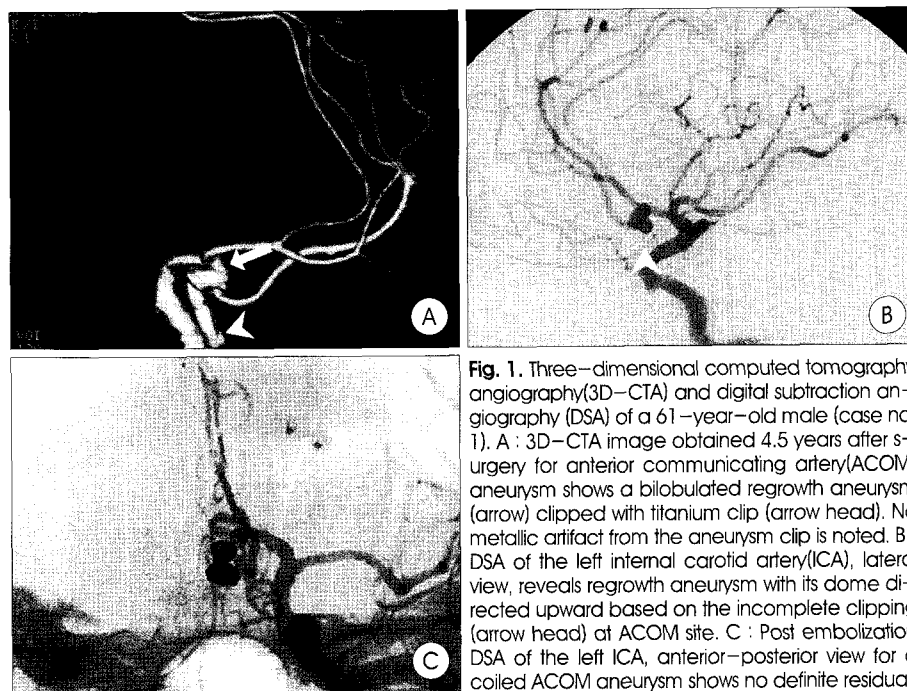 A
B
C
Fig. 1. Three-dimensional computed tomography
angiography(3D-CTA) and digital subtraction an-
giography (DSA) of a 61-year-old male (case no
1). A : 3D-CTA image obtained 4.5 years after s-
urgery for anterior communicating artery(ACOM
aneurysm shows a bilobulated regrowth aneurysm
(arrow) clipped with titanium clip (arrow head). No
metallic artifact from the aneurysm clip is noted. B
DSA of the left internal carotid artery(ICA), latera
view, reveals regrowth aneurysm with its dome di-
rected upward based on the incomplete clipping
(arrow head) at ACOM site. C : Post embolization
DSA of the left ICA, anterior-posterior view for a
coiled ACOM aneurysm shows no definite residual